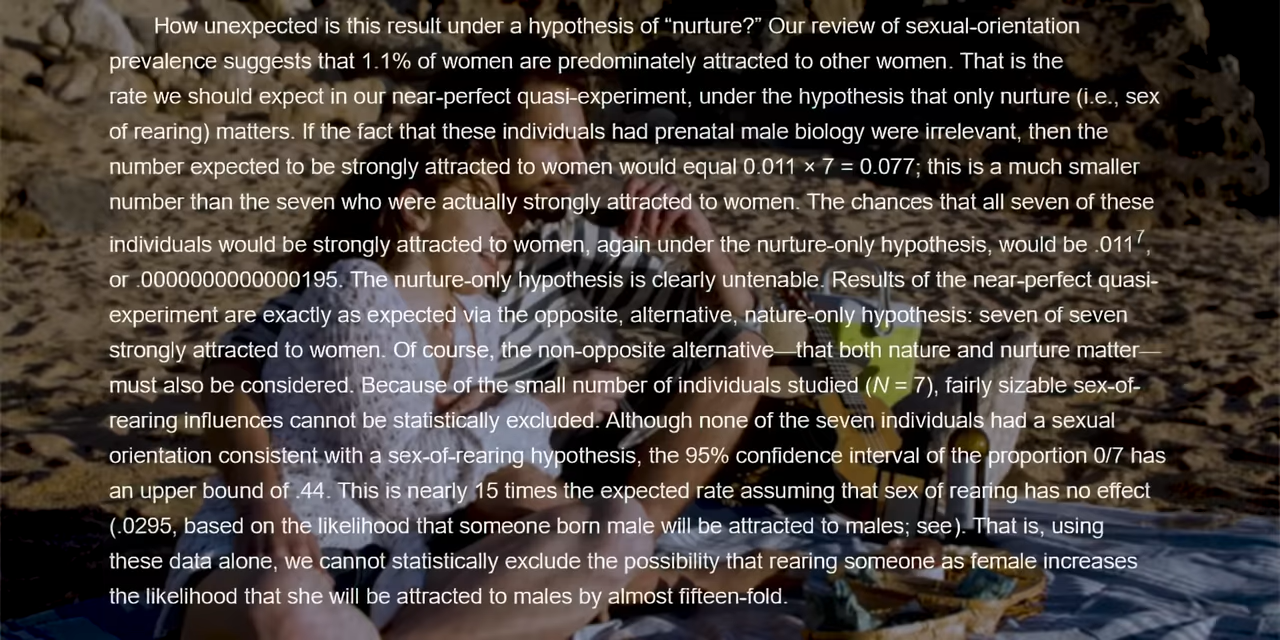 How unexpected is this result under a hypothesis of “nurture?” Our review of sexual-orientation
prevalence suggests that 1.1% of women are predominately attracted to other women. That is the
rate we should expect in our near-perfect quasi-experiment, under the hypothesis that only nurture (i.e., sex
of rearing) matters. If the fact that these individuals had prenatal male biology were irrelevant, then the
number expected to be strongly attracted to women would equal 0.011 × 7 = 0.077; this is a much smaller
number than the seven who were actually strongly attracted to women. The chances that all seven of these
individuals would be strongly attracted to women, again under the nurture-only hypothesis, would be .011⁷,
or .0000000000000195. The nurture-only hypothesis is clearly untenable. Results of the near-perfect quasi-
experiment are exactly as expected via the opposite, alternative, nature-only hypothesis: seven of seven
strongly attracted to women. Of course, the non-opposite alternative—that both nature and nurture matter—
must also be considered. Because of the small number of individuals studied (N = 7), fairly sizable sex-of-
rearing influences cannot be statistically excluded. Although none of the seven individuals had a sexual
orientation consistent with a sex-of-rearing hypothesis, the 95% confidence interval of the proportion 0/7 has
an upper bound of .44. This is nearly 15 times the expected rate assuming that sex of rearing has no effect
(.0295, based on the likelihood that someone born male will be attracted to males; see). That is, using
these data alone, we cannot statistically exclude the possibility that rearing someone as female increases
the likelihood that she will be attracted to males by almost fifteen-fold.